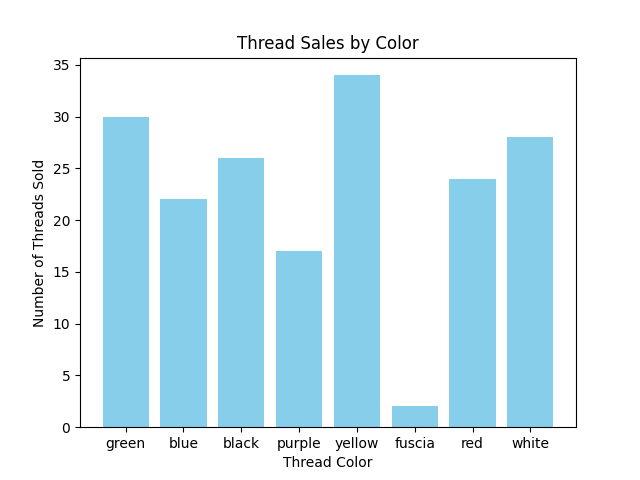 Thread Sales by Color
Number of Threads Sold
35
30
25
20
15
10
5
0
green blue black purple yellow fuscia red white
Thread Color